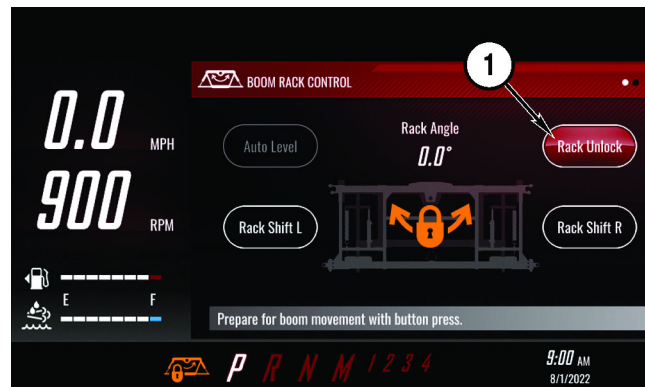 1
BOOM RACK CONTROL
0.0 MPH
Auto Level
Rack Angle
0.0°
Rack Unlock
900 RPM
Rack Shift L
Rack Shift R
E F
Prepare for boom movement with button press.
P R N M 1 2 3 4
9:00 AM
8/1/2022